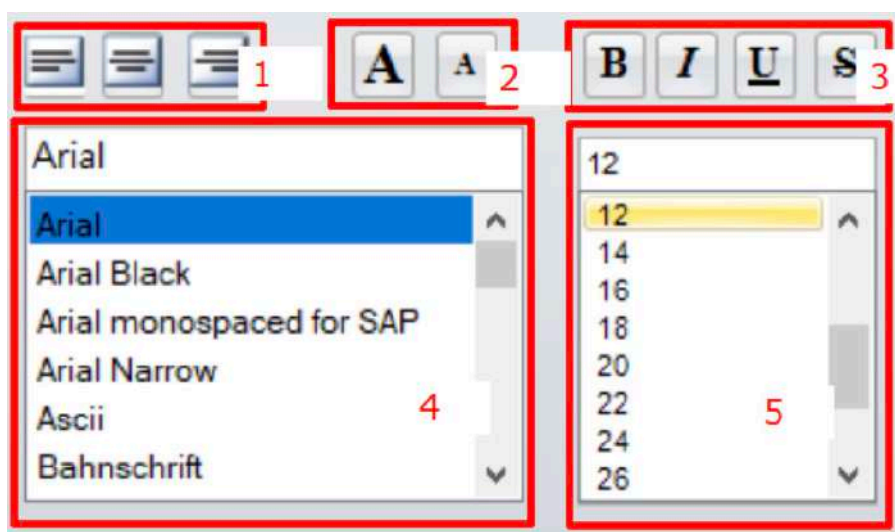 1
A A 2
B I U S 3
Arial
Arial
Arial Black
Arial monospaced for SAP
Arial Narrow
Ascii
Bahnschrift
4
12
12
14
16
18
20
22
24
26
5